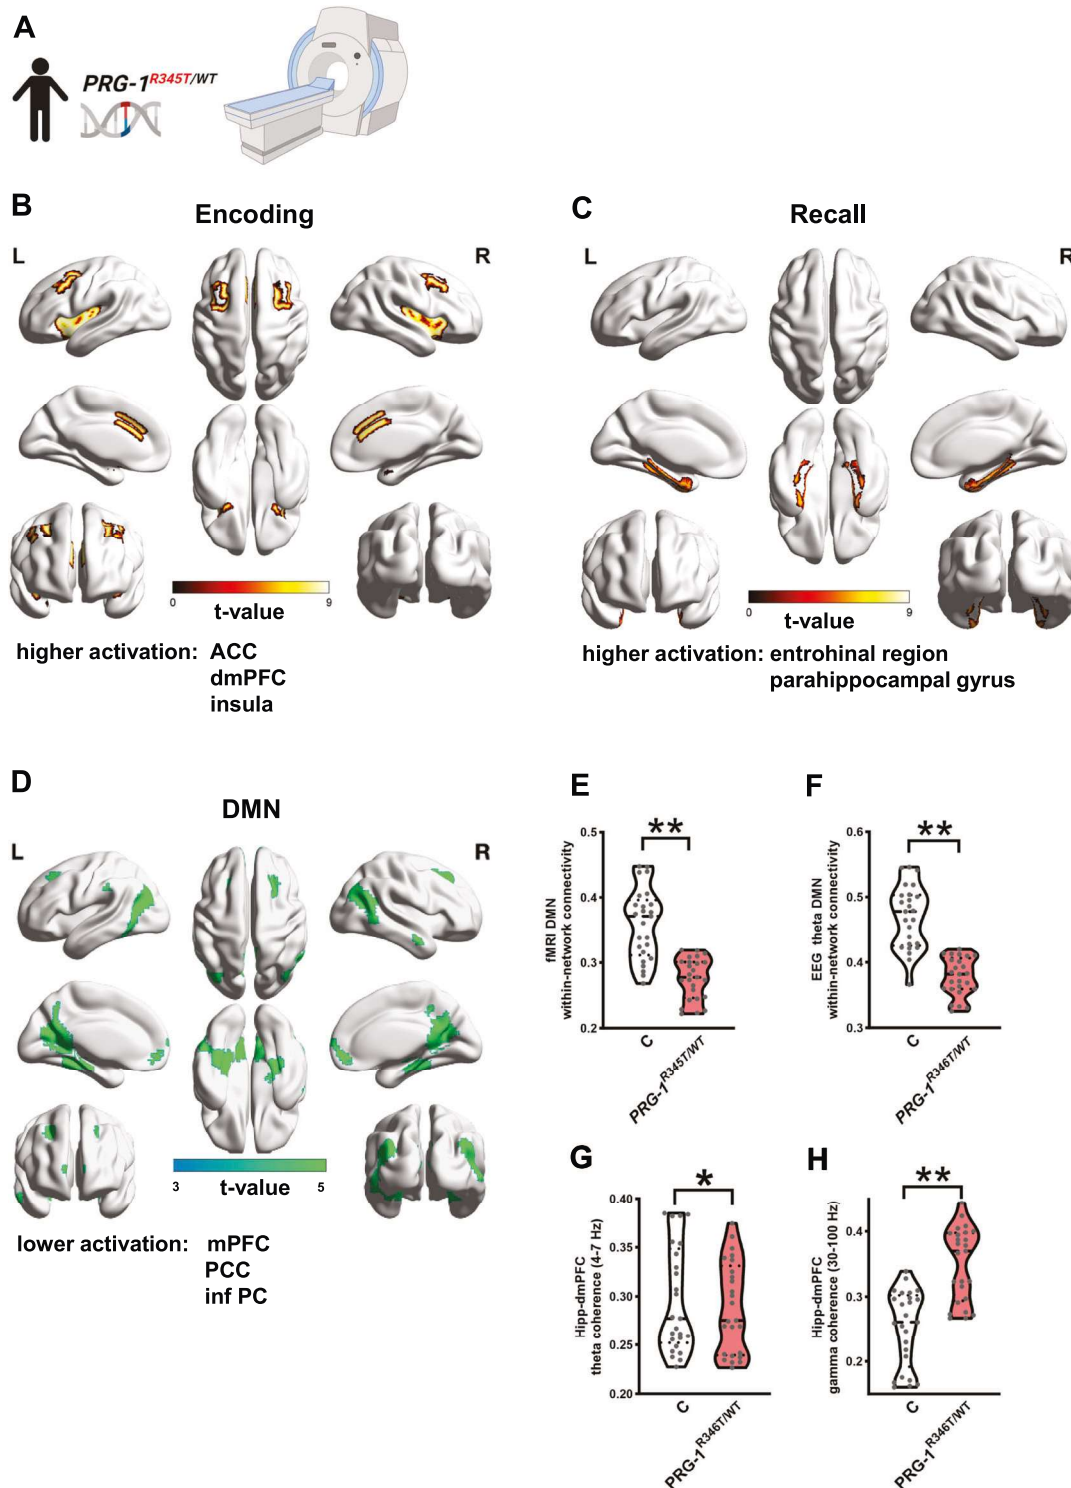 A
PRG-1R345T/WT
B
Encoding
L
R
0
9
t-value
higher activation: ACC
dmPFC
insula
C
Recall
L
R
0
9
t-value
higher activation: entrohinal region
parahippocampal gyrus
D
DMN
L
R
3
5
t-value
lower activation: mPFC
PCC
inf PC
E
fMRI DMN
within-network connectivity
0.5
0.4
0.3
0.2
**
C
PRG-1R345T/WT
F
EEG theta DMN
within-network connectivity
0.6
0.5
0.4
0.3
**
C
PRG-1R346T/WT
G
Hipp-dmPFC
theta coherence (4-7 Hz)
0.40
0.35
0.30
0.25
0.20
*
C
PRG-1R346T/WT
H
Hipp-dmPFC
gamma coherence (30-100 Hz)
0.4
0.3
0.2
**
C
PRG-1R346T/WT